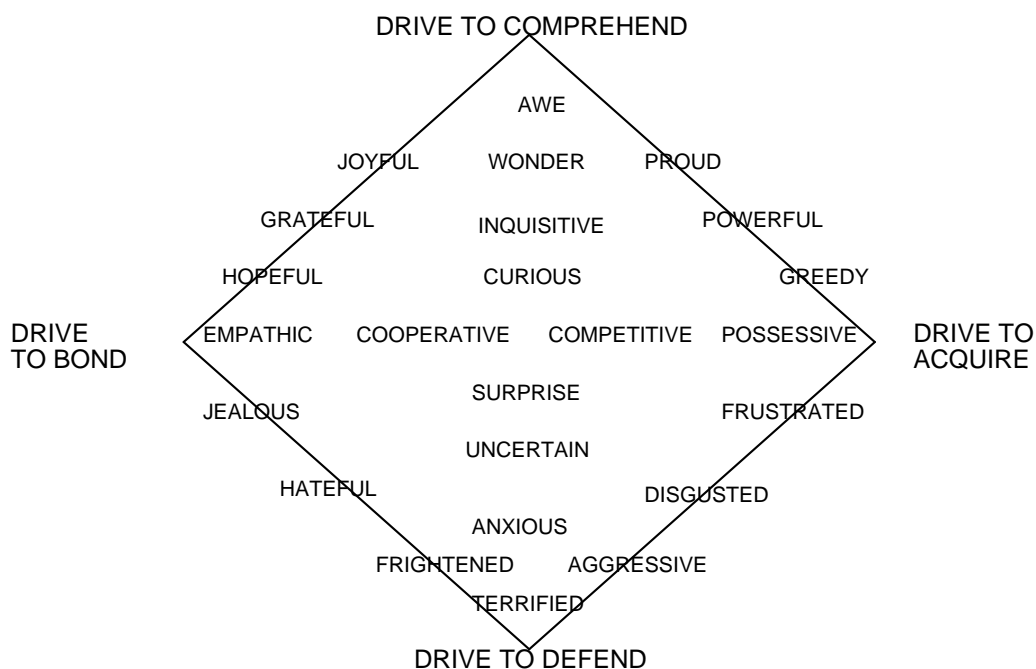 DRIVE TO COMPREHEND
AWE
JOYFUL WONDER PROUD
GRATEFUL INQUISITIVE POWERFUL
HOPEFUL CURIOUS GREEDY
DRIVE
TO BOND
EMPATHIC COOPERATIVE COMPETITIVE POSSESSIVE
DRIVE TO
ACQUIRE
SURPRISE
JEALOUS FRUSTRATED
UNCERTAIN
HATEFUL DISGUSTED
ANXIOUS
FRIGHTENED AGGRESSIVE
TERRIFIED
DRIVE TO DEFEND